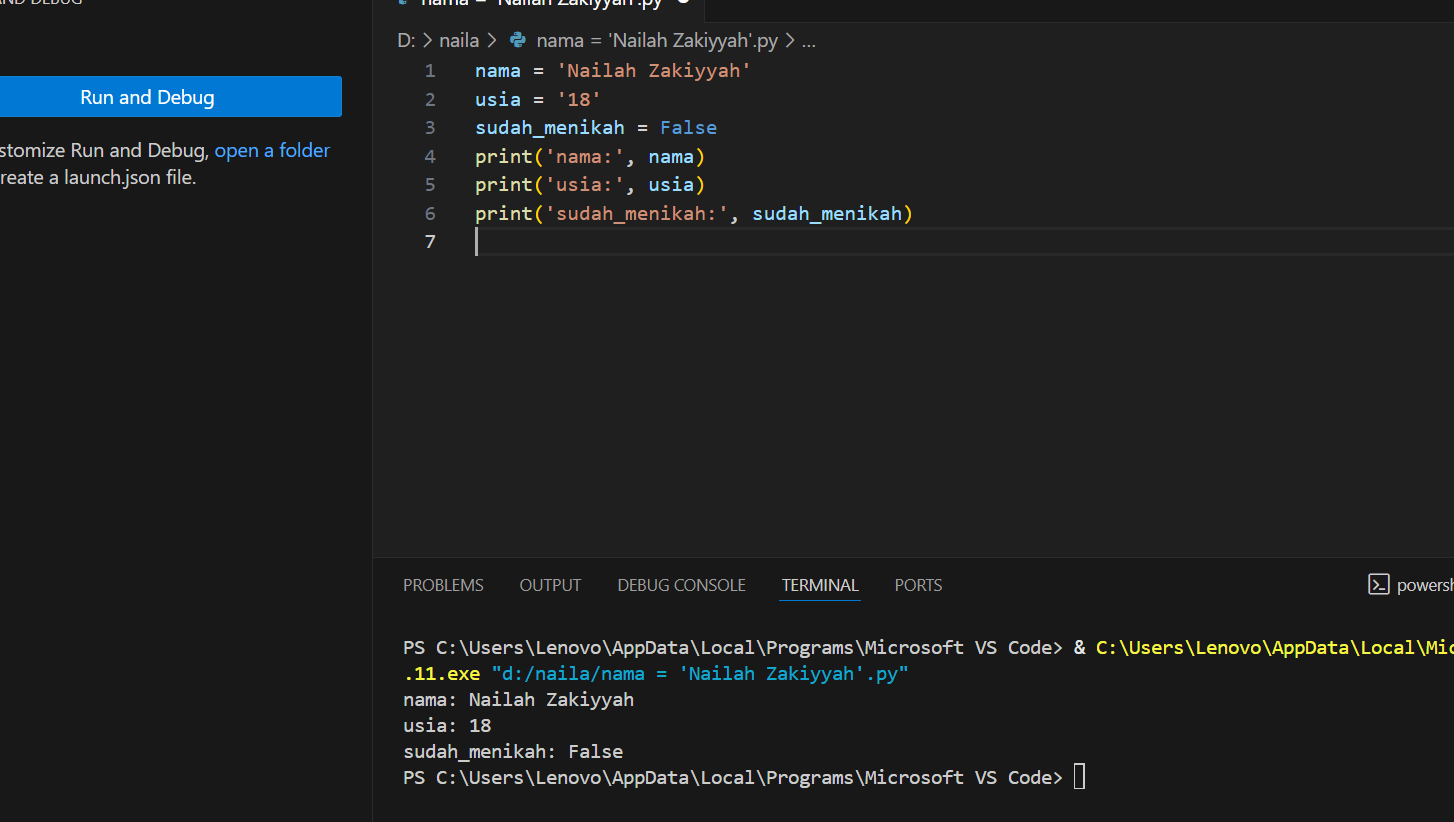 AND DEBUG
nama = 'Nailah Zakiyyah'.py
D: > naila > nama = 'Nailah Zakiyyah'.py > ...
Run and Debug
1 nama = 'Nailah Zakiyyah'
2 usia = '18'
3 sudah_menikah = False
4 print('nama:', nama)
5 print('usia:', usia)
6 print('sudah_menikah:', sudah_menikah)
7
stomize Run and Debug, open a folder
reate a launch.json file.
PROBLEMS OUTPUT DEBUG CONSOLE TERMINAL PORTS powersh
PS C:\Users\Lenovo\AppData\Local\Programs\Microsoft VS Code> & C:\Users\Lenovo\AppData\Local\Mic
.11.exe "d:/naila/nama = 'Nailah Zakiyyah'.py"
nama: Nailah Zakiyyah
usia: 18
sudah_menikah: False
PS C:\Users\Lenovo\AppData\Local\Programs\Microsoft VS Code>